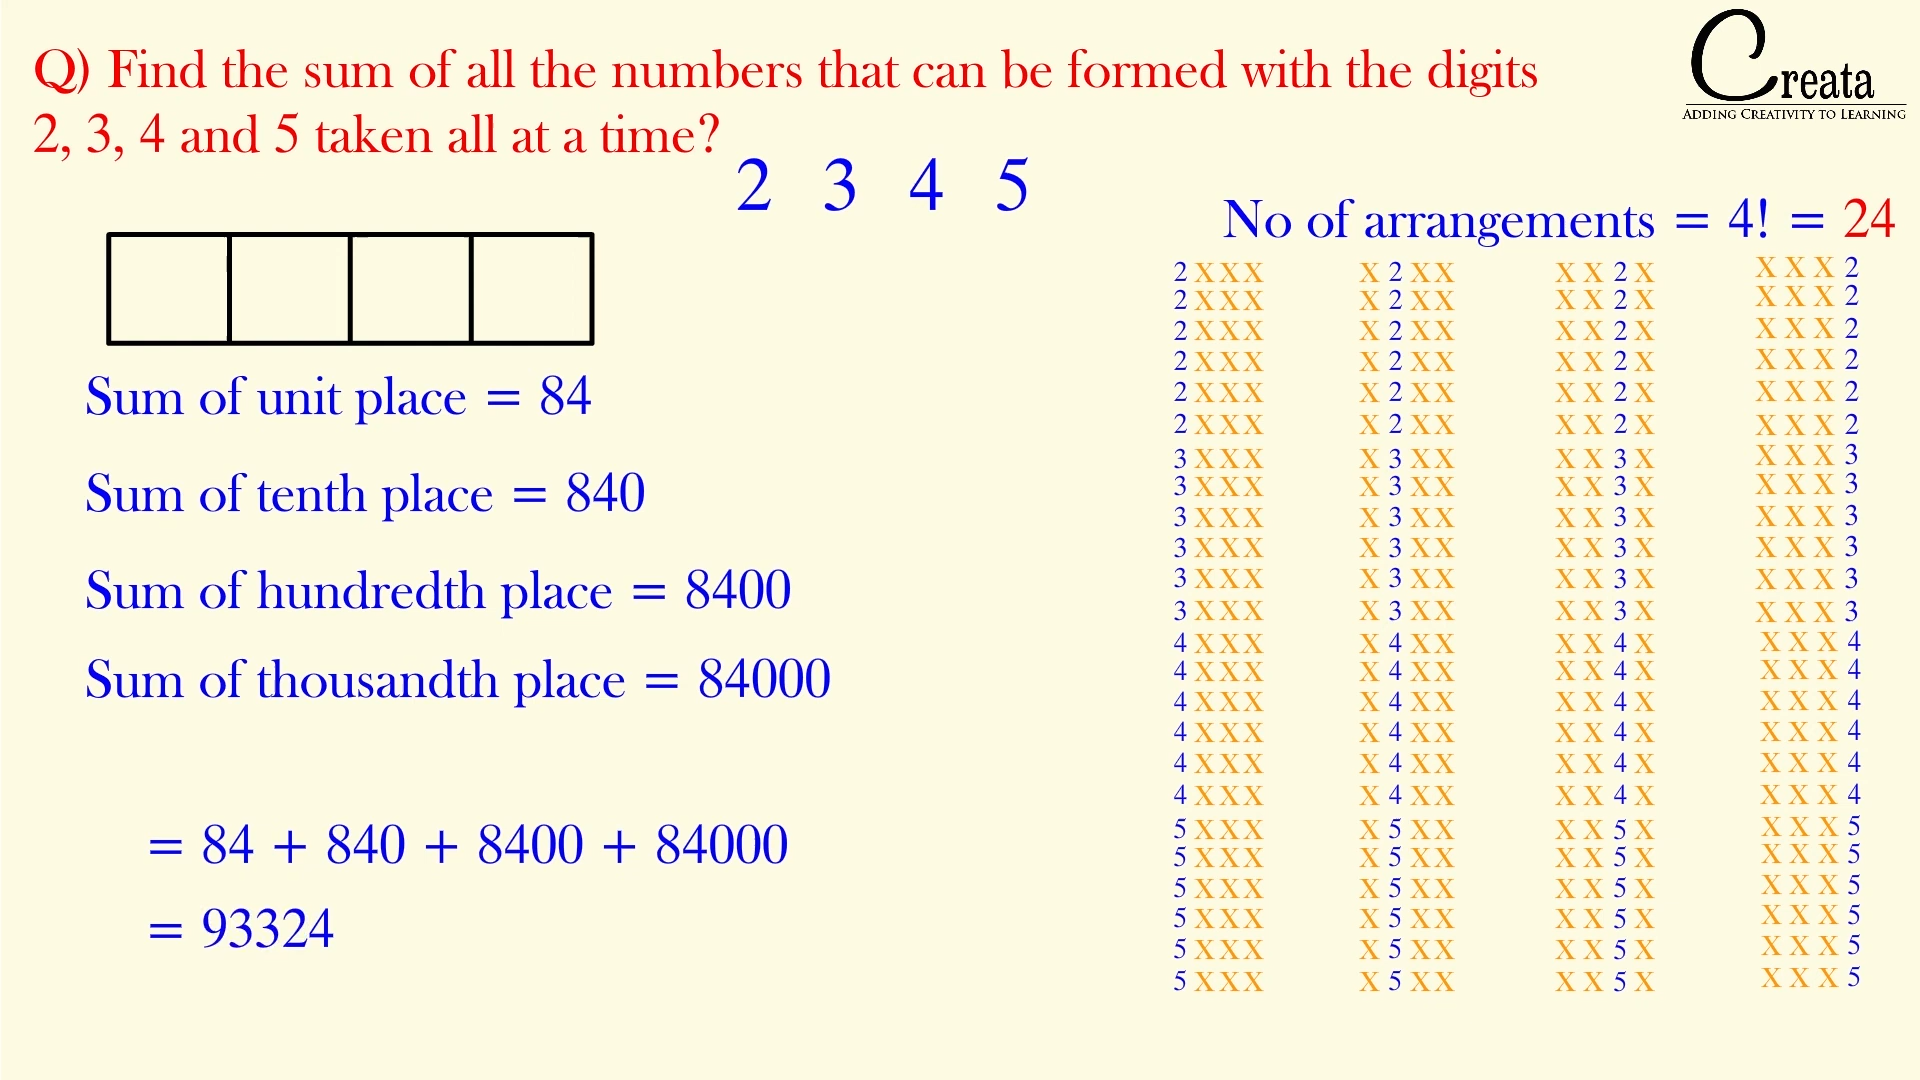 Q) Find the sum of all the numbers that can be formed with the digits
2, 3, 4 and 5 taken all at a time?
Creata
ADDING CREATIVITY TO LEARNING
2 3 4 5
No of arrangements = 4! = 24
Sum of unit place = 84
Sum of tenth place = 840
Sum of hundredth place = 8400
Sum of thousandth place = 84000
= 84 + 840 + 8400 + 84000
= 93324
2 X X X X 2 X X X X 2 X X X X 2
2 X X X X 2 X X X X 2 X X X X 2
2 X X X X 2 X X X X 2 X X X X 2
2 X X X X 2 X X X X 2 X X X X 2
2 X X X X 2 X X X X 2 X X X X 2
2 X X X X 2 X X X X 2 X X X X 2
3 X X X X 3 X X X X 3 X X X X 3
3 X X X X 3 X X X X 3 X X X X 3
3 X X X X 3 X X X X 3 X X X X 3
3 X X X X 3 X X X X 3 X X X X 3
3 X X X X 3 X X X X 3 X X X X 3
3 X X X X 3 X X X X 3 X X X X 3
4 X X X X 4 X X X X 4 X X X X 4
4 X X X X 4 X X X X 4 X X X X 4
4 X X X X 4 X X X X 4 X X X X 4
4 X X X X 4 X X X X 4 X X X X 4
4 X X X X 4 X X X X 4 X X X X 4
4 X X X X 4 X X X X 4 X X X X 4
5 X X X X 5 X X X X 5 X X X X 5
5 X X X X 5 X X X X 5 X X X X 5
5 X X X X 5 X X X X 5 X X X X 5
5 X X X X 5 X X X X 5 X X X X 5
5 X X X X 5 X X X X 5 X X X X 5
5 X X X X 5 X X X X 5 X X X X 5